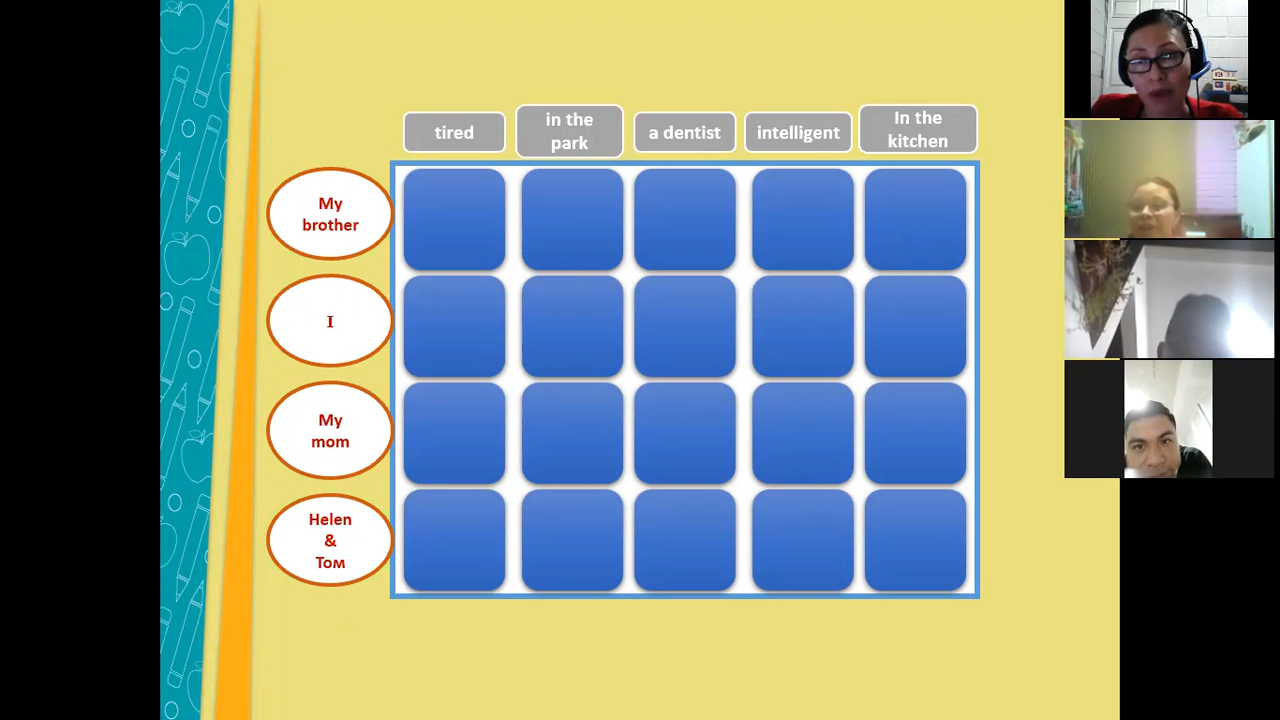 tired
in the
park
a dentist
intelligent
In the
kitchen
My
brother
I
My
mom
Helen
&
Tom